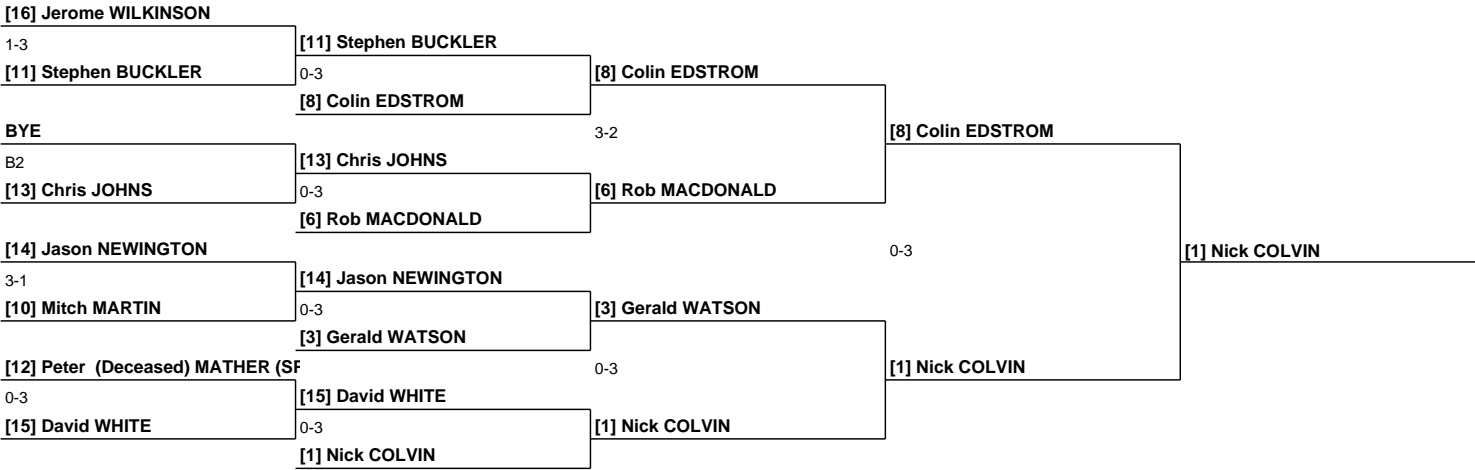 [16] Jerome WILKINSON
1-3
[11] Stephen BUCKLER
[11] Stephen BUCKLER
0-3
[8] Colin EDSTROM
[8] Colin EDSTROM
BYE
B2
[13] Chris JOHNS
[13] Chris JOHNS
0-3
[6] Rob MACDONALD
3-2
[6] Rob MACDONALD
[8] Colin EDSTROM
[14] Jason NEWINGTON
3-1
[10] Mitch MARTIN
[14] Jason NEWINGTON
0-3
[3] Gerald WATSON
[3] Gerald WATSON
0-3
[1] Nick COLVIN
[12] Peter (Deceased) MATHER (SF
0-3
[15] David WHITE
[15] David WHITE
0-3
[1] Nick COLVIN
0-3
[1] Nick COLVIN
[1] Nick COLVIN